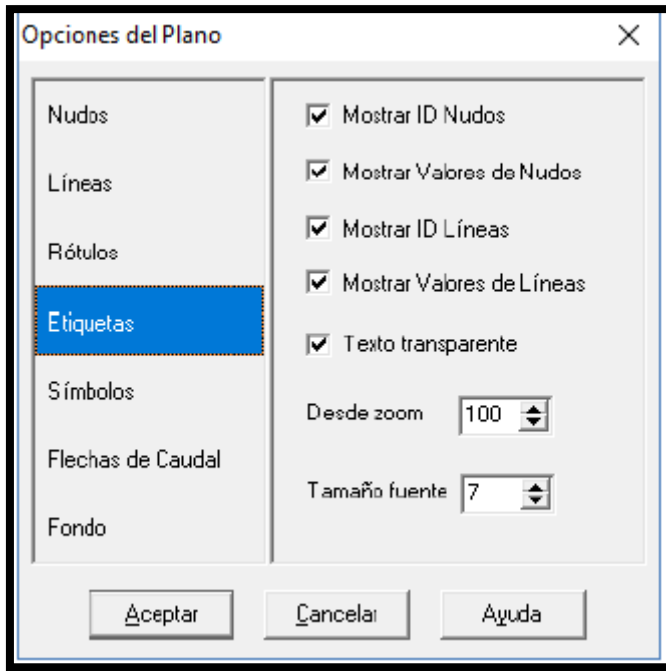 Opciones del Plano
Nudos
Líneas
Rótulos
Etiquetas
Símbolos
Flechas de Caudal
Fondo
Mostrar ID Nudos
Mostrar Valores de Nudos
Mostrar ID Líneas
Mostrar Valores de Líneas
Texto transparente
Desde zoom 100
Tamaño fuente 7
Aceptar Cancelar Ayuda